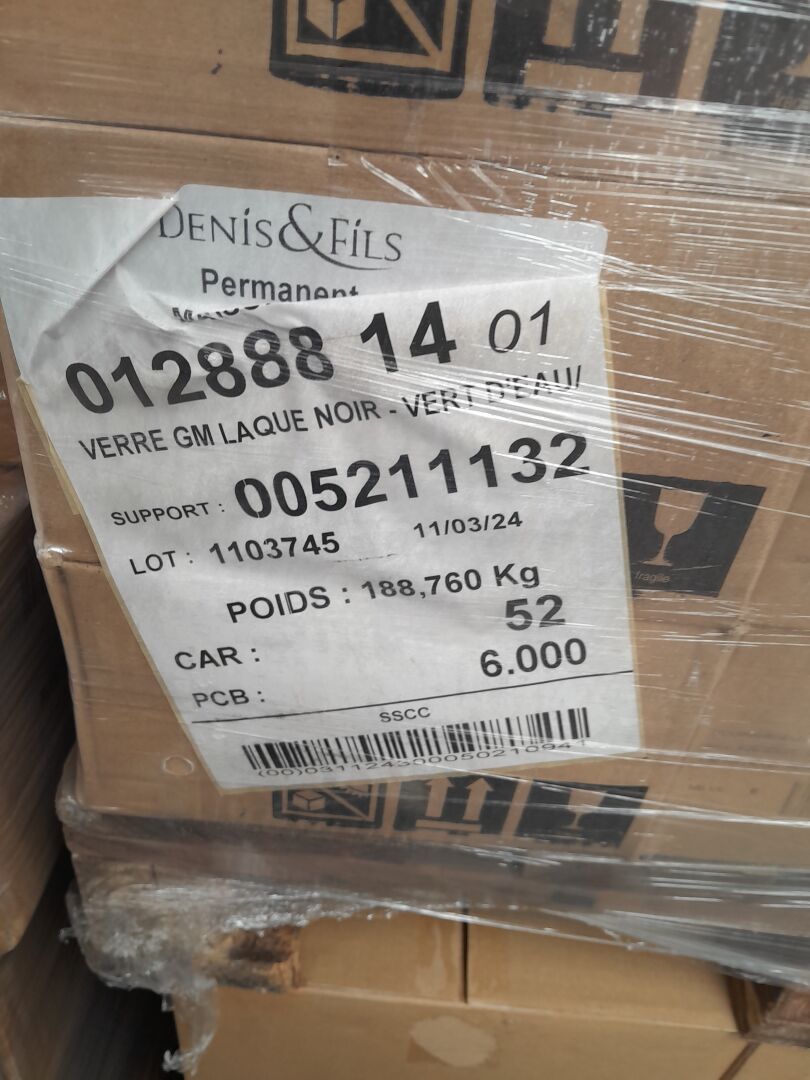 DENIS&FILS
Permanent
012888 14 01
VERRE GM LAQUE NOIR - VERT D'EAU/
SUPPORT : 005211132
LOT : 1103745 11/03/24
POIDS : 188,760 Kg
CAR : 52
PCB : 6.000
SSCC
fragile